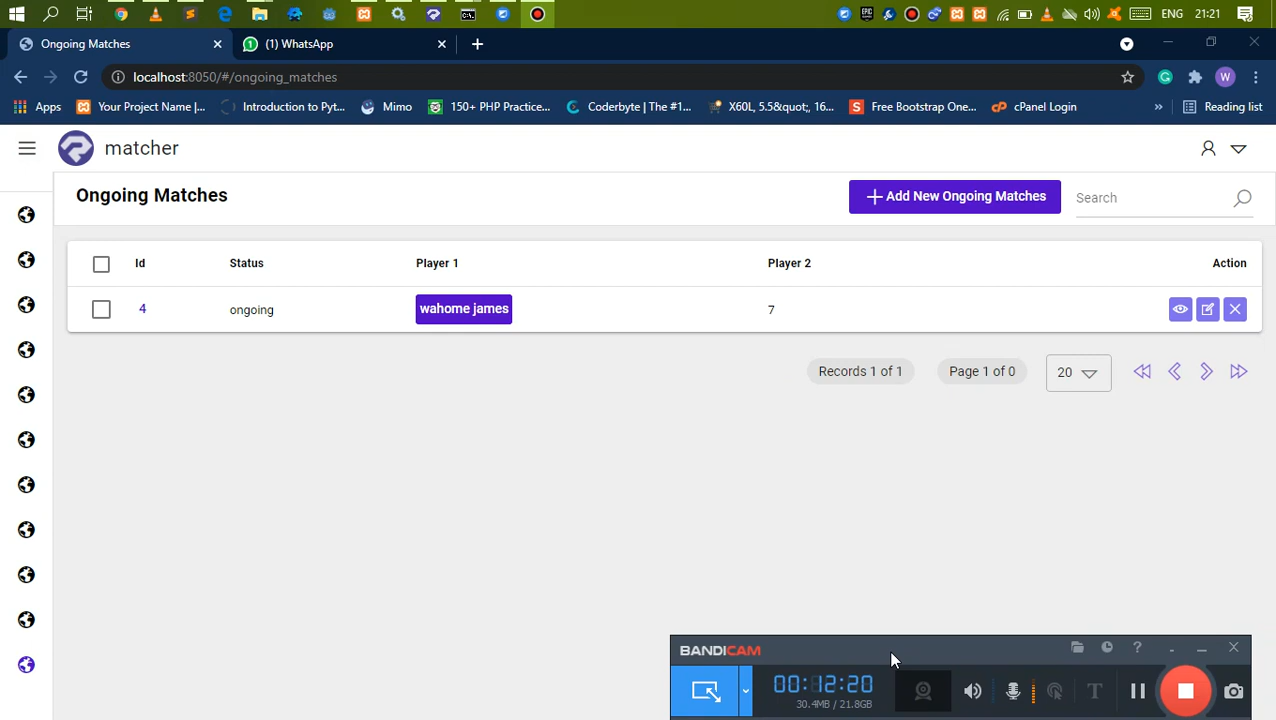 ENG 21:21
Ongoing Matches
(1) WhatsApp
localhost:8050/#/ongoing_matches
Apps
Your Project Name |...
Introduction to Pyt...
Mimo
150+ PHP Practice...
Coderbyte | The #1...
X60L, 5.5&quot;, 16...
Free Bootstrap One...
cPanel Login
»
Reading list
matcher
Ongoing Matches
Add New Ongoing Matches
Search
Id Status Player 1 Player 2 Action
4 ongoing wahome james 7
Records 1 of 1
Page 1 of 0
20
BANDICAM
00:12:20
30.4MB / 21.8GB